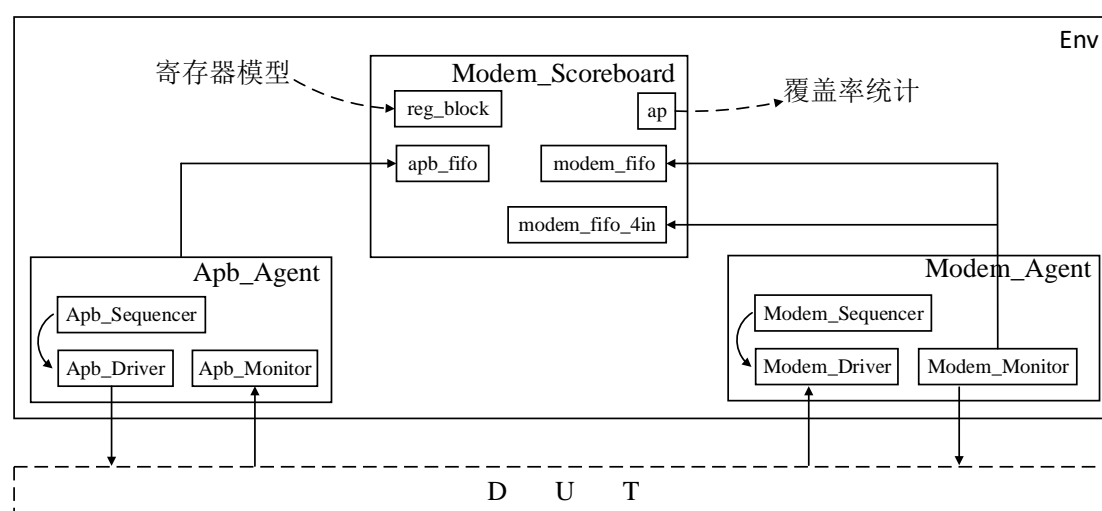 Env
Modem_Scoreboard
寄存器模型
reg_block
ap
覆盖率统计
apb_fifo
modem_fifo
modem_fifo_4in
Apb_Agent
Apb_Sequencer
Apb_Driver
Apb_Monitor
Modem_Agent
Modem_Sequencer
Modem_Driver
Modem_Monitor
D U T